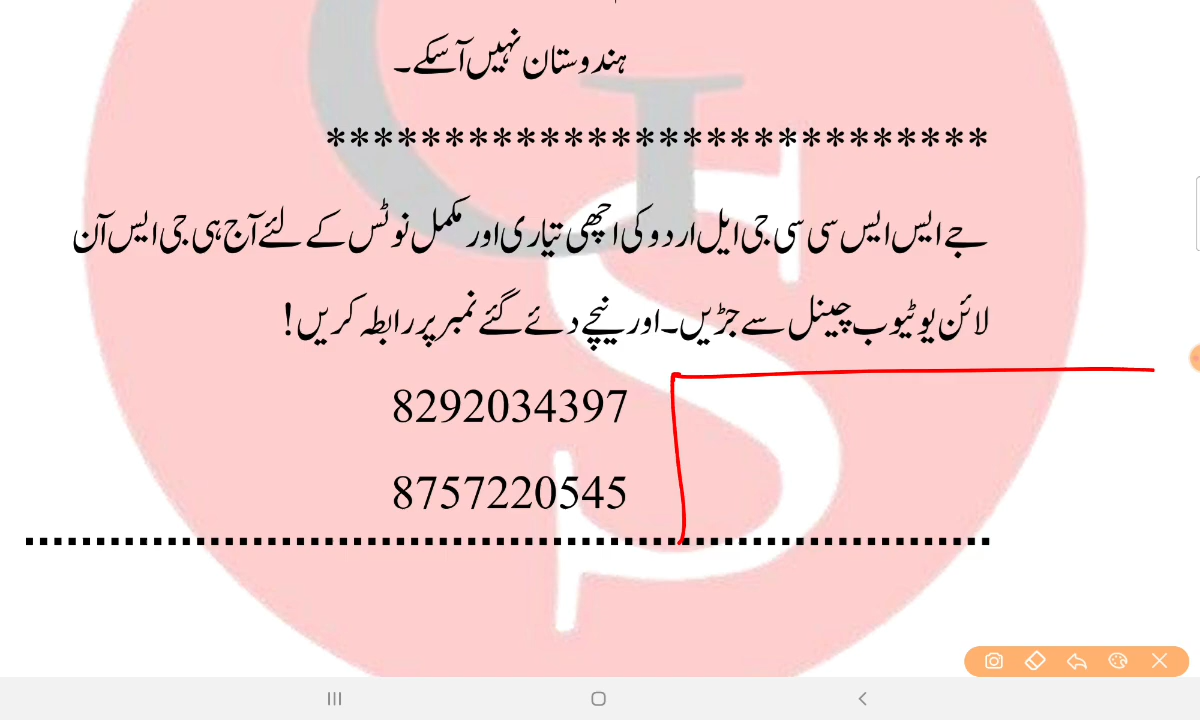 ہندوستان نہیں آسکے۔
****************************
جے ایس ایس سی سی جی ایل اردو کی اچھی تیاری اور مکمل نوٹس کے لئے آج ہی جی ایس آن
لائن یوٹیوب چینل سے جڑیں۔ اور نیچے دئے گئے نمبر پر رابطہ کریں!
8292034397
8757220545